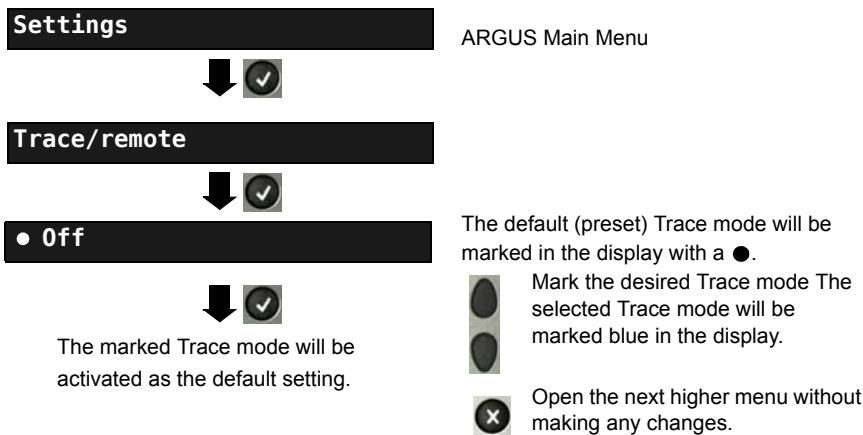 Settings
ARGUS Main Menu
Trace/remote
● Off
The default (preset) Trace mode will be
marked in the display with a ●.
Mark the desired Trace mode The
selected Trace mode will be
marked blue in the display.
The marked Trace mode will be
activated as the default setting.
Open the next higher menu without
making any changes.